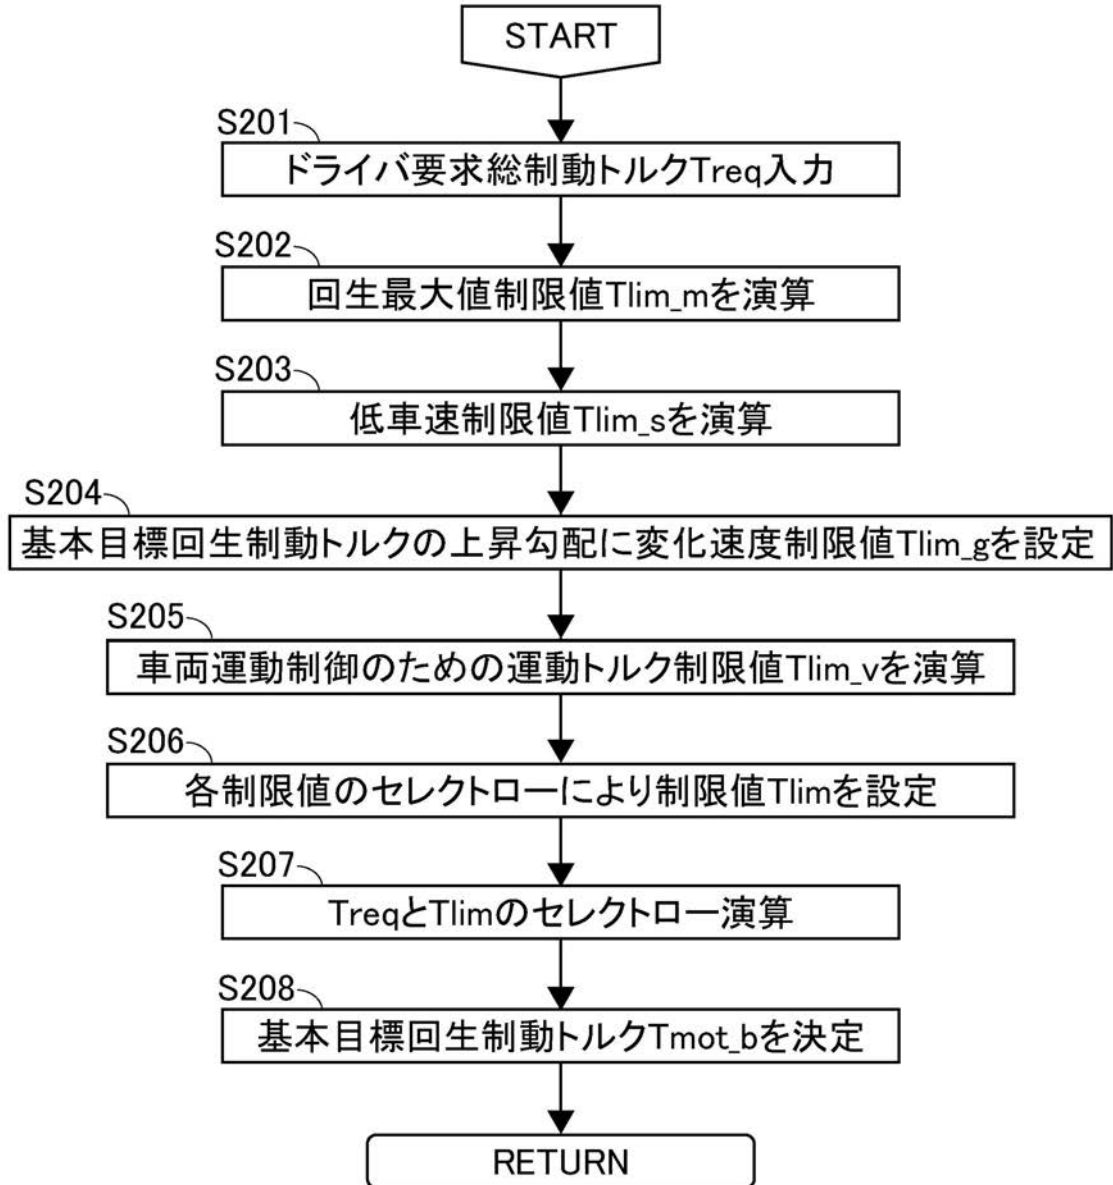 START
S201
ドライバ要求総制動トルクTreq入力
S202
回生最大値制限値Tlim_mを演算
S203
低車速制限値Tlim_sを演算
S204
基本目標回生制動トルクの上昇勾配に変化速度制限値Tlim_gを設定
S205
車両運動制御のための運動トルク制限値Tlim_vを演算
S206
各制限値のセレクトローにより制限値Tlimを設定
S207
TreqとTlimのセレクトロー演算
S208
基本目標回生制動トルクTmot_bを決定
RETURN